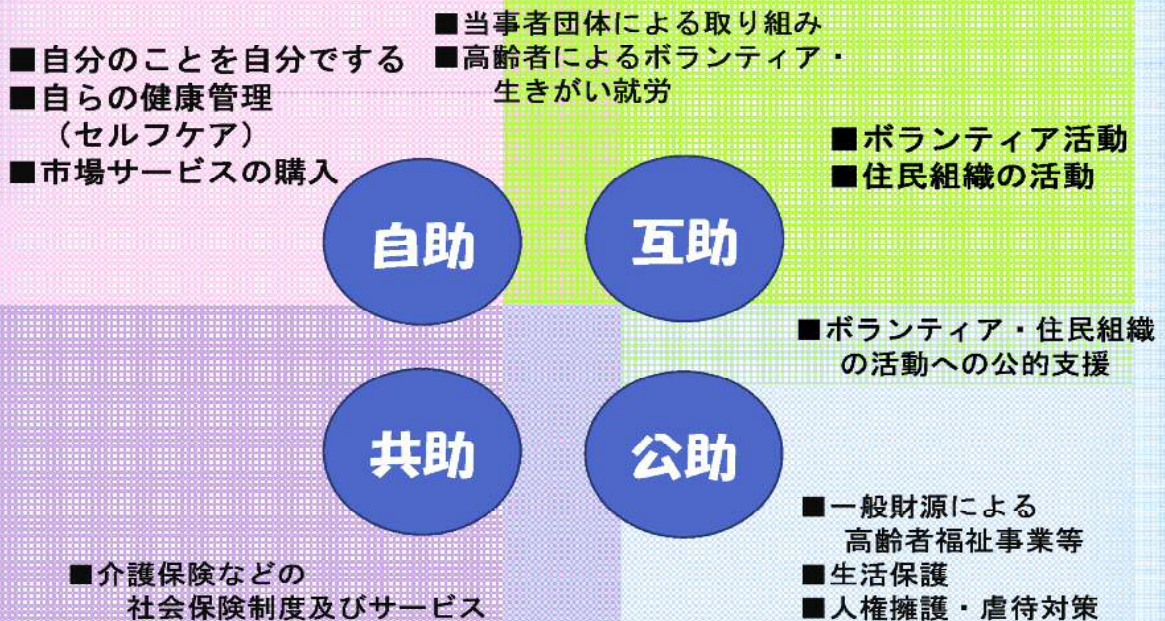 ■当事者団体による取り組み
■高齢者によるボランティア・
生きがい就労
■自分のことを自分でする
■自らの健康管理
（セルフケア）
■市場サービスの購入
■ボランティア活動
■住民組織の活動
自助
互助
■ボランティア・住民組織
の活動への公的支援
共助
公助
■一般財源による
高齢者福祉事業等
■生活保護
■人権擁護・虐待対策
■介護保険などの
社会保険制度及びサービス